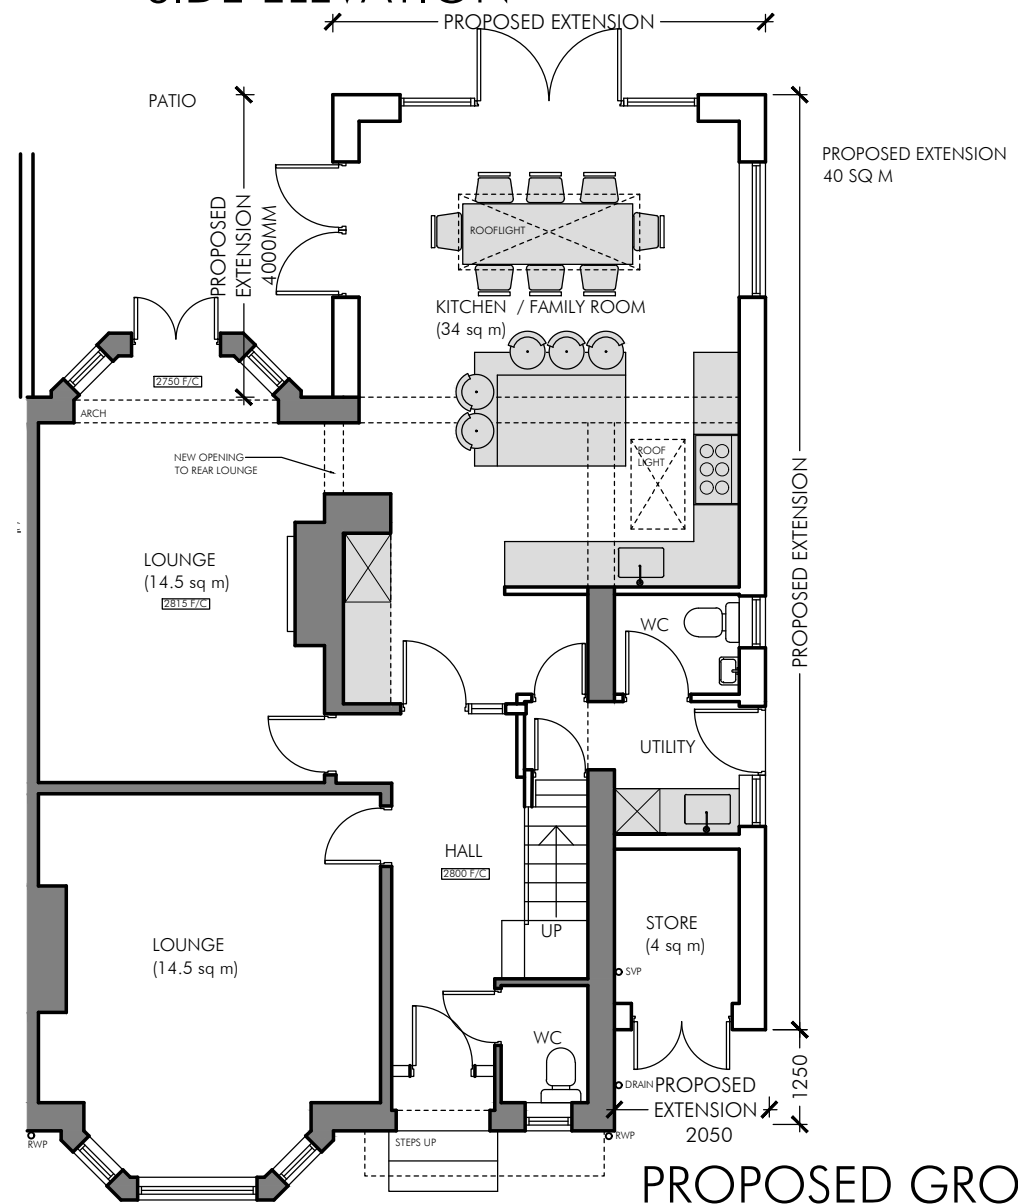 PROPOSED EXTENSION
PATIO
PROPOSED EXTENSION
40 SQ M
PROPOSED
EXTENSION
4000MM
ROOFLIGHT
KITCHEN / FAMILY ROOM
(34 sq m)
2750 F/C
ARCH
NEW OPENING
TO REAR LOUNGE
ROOF
LIGHT
PROPOSED EXTENSION
LOUNGE
(14.5 sq m)
2815 F/C
WC
UTILITY
HALL
2800 F/C
UP
STORE
(4 sq m)
LOUNGE
(14.5 sq m)
SVP
WC
DRAIN
PROPOSED
EXTENSION
2050
1250
RWP
STEPS UP
RWP
PROPOSED GRO